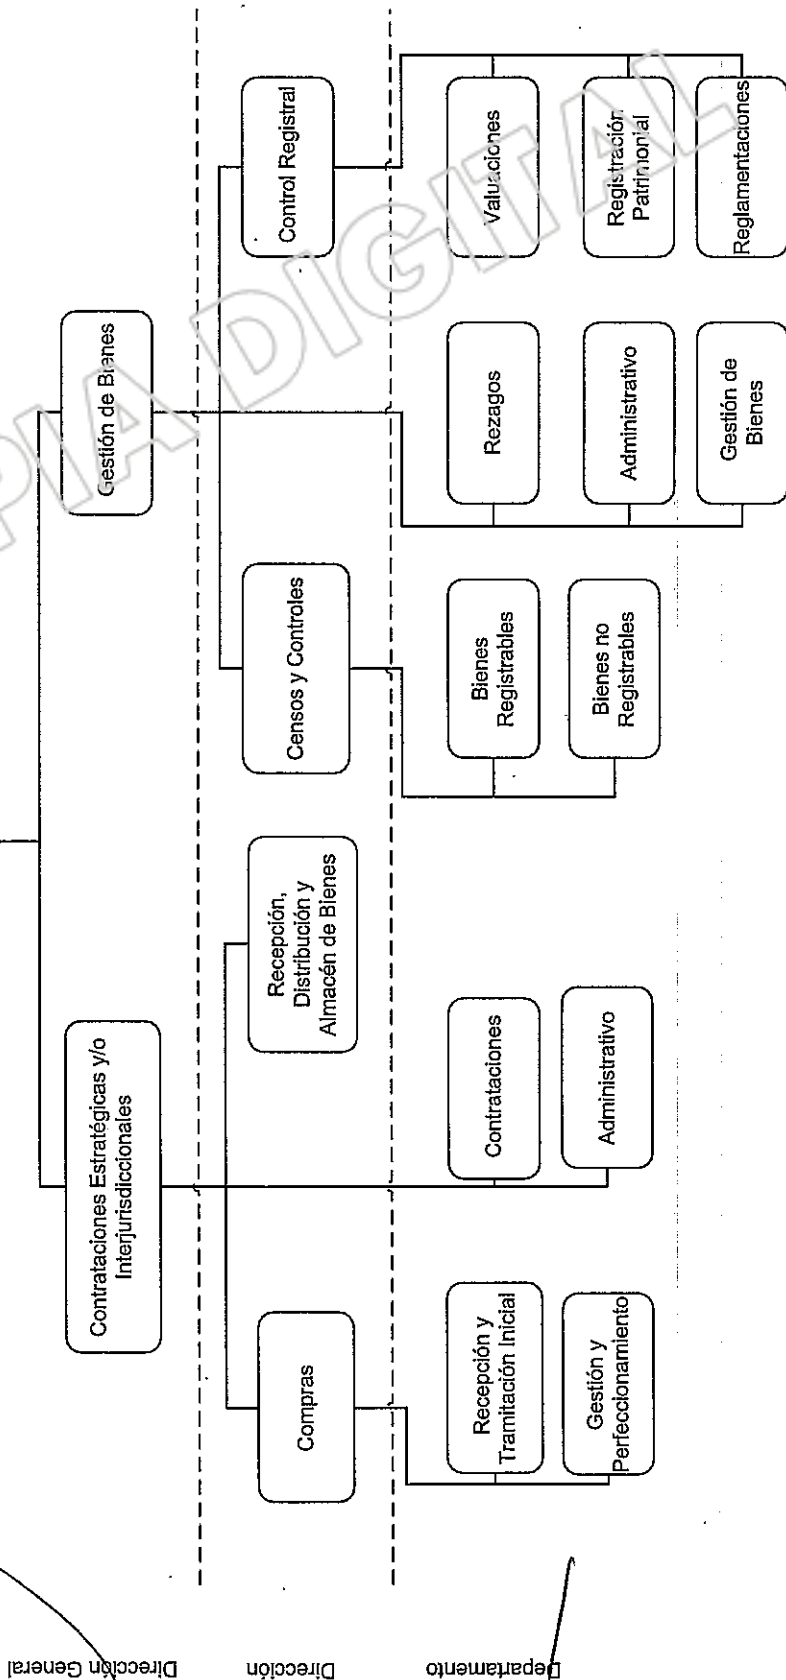 Dirección General
Contrataciones Estratégicas y/o
Interjurisdiccionales
Gestión de Bienes
Dirección
Compras
Recepción,
Distribución y
Almacén de Bienes
Censos y Controles
Control Registral
Departamento
Recepción y
Tramitación Inicial
Gestión y
Perfeccionamiento
Contrataciones
Administrativo
Bienes
Registrables
Bienes no
Registrables
Rezagos
Administrativo
Gestión de
Bienes
Valuaciones
Registración
Patrimonial
Reglamentaciones
PIA DIGITAL